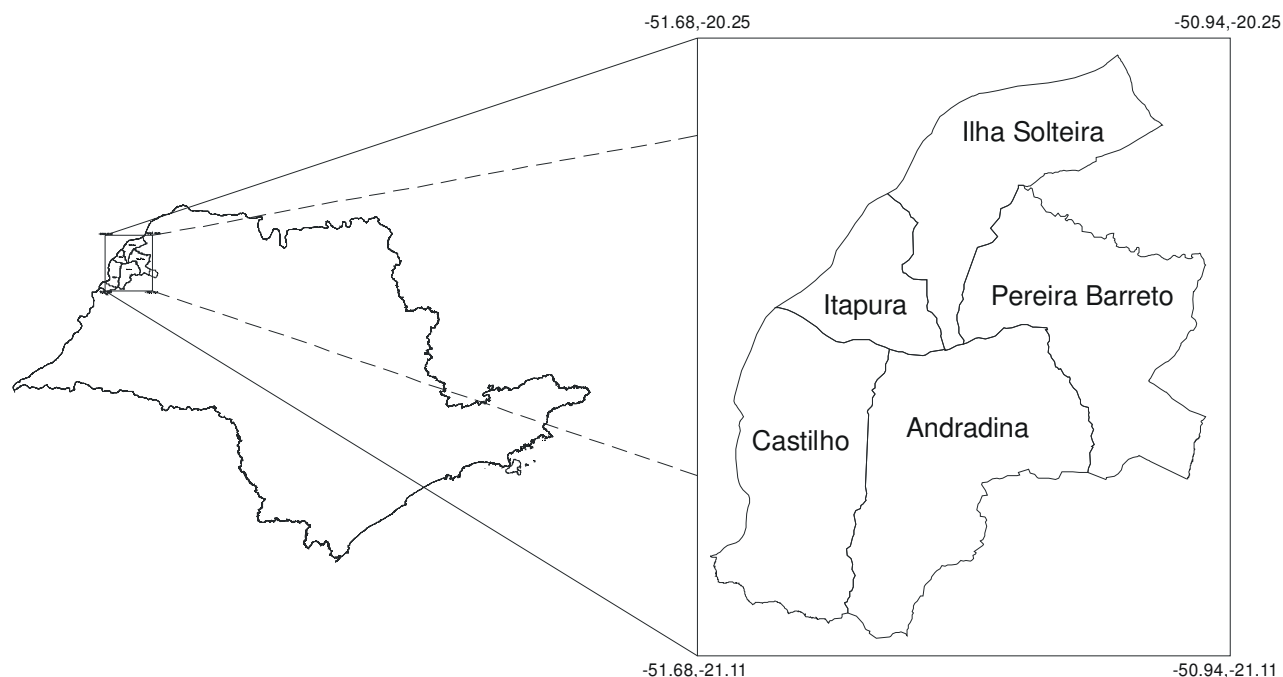 -51.68,-20.25
-50.94,-20.25
Ilha Solteira
Itapura
Pereira Barreto
Castilho
Andradina
-51.68,-21.11
-50.94,-21.11